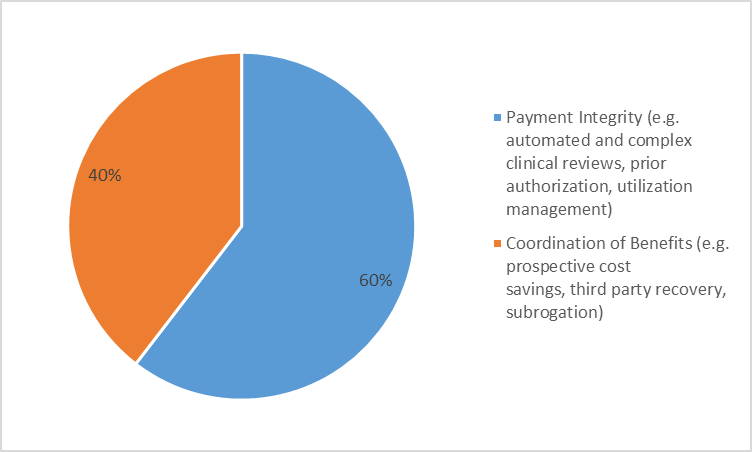 40%
60%
Payment Integrity (e.g.
automated and complex
clinical reviews, prior
authorization, utilization
management)
Coordination of Benefits (e.g.
prospective cost
savings, third party recovery,
subrogation)